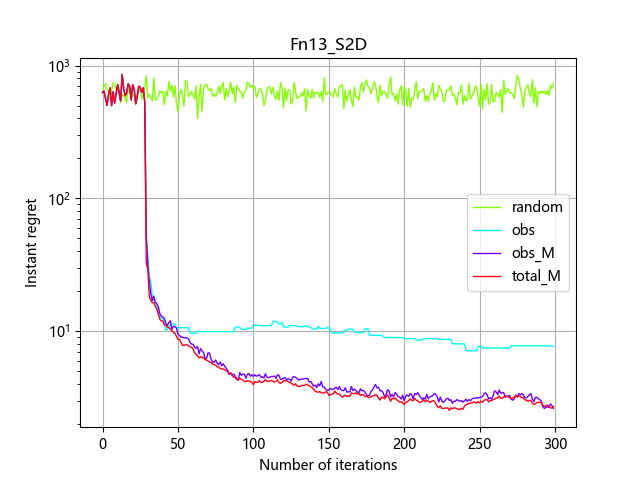 Fn13_S2D
Instant regret
10³
10²
10¹
random
obs
obs_M
total_M
0 50 100 150 200 250 300
Number of iterations